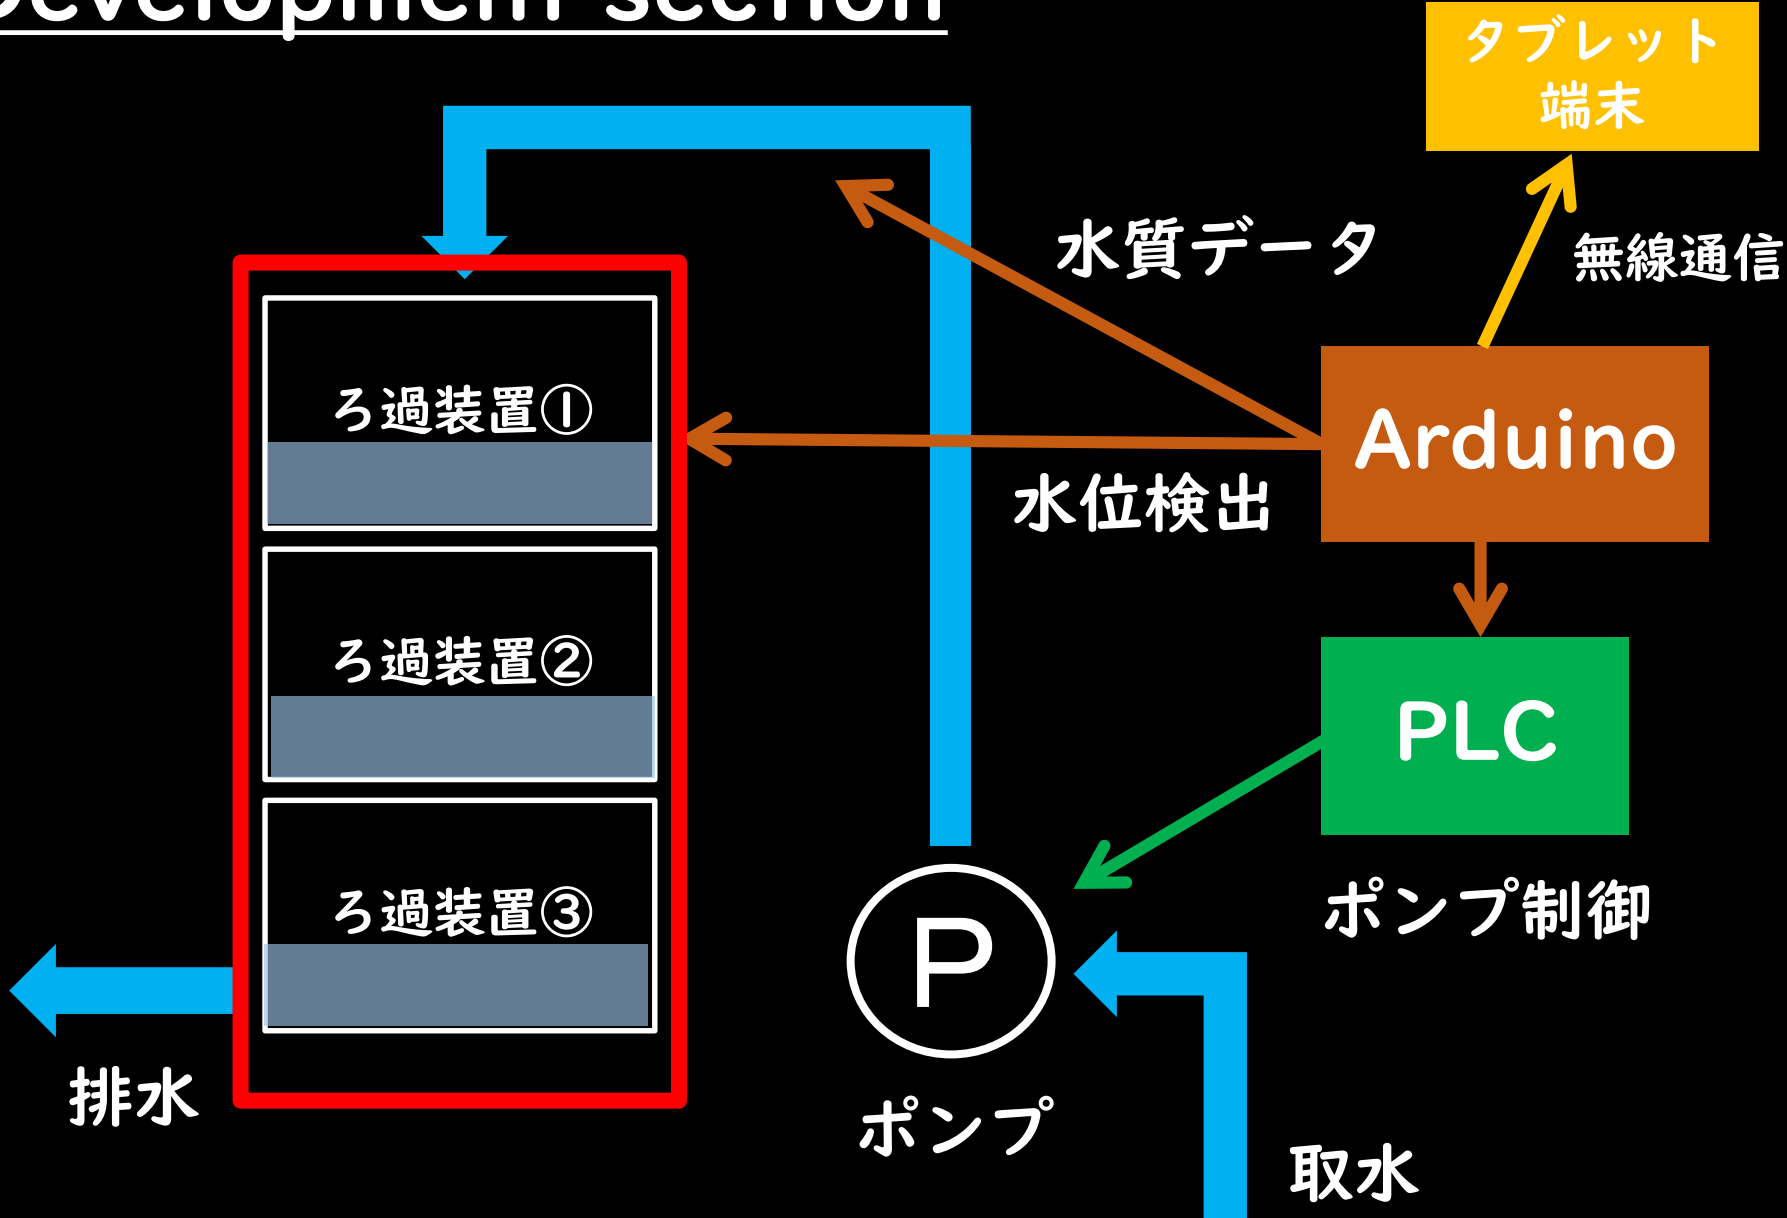 Development section
タブレット
端末
水質データ
無線通信
ろ過装置①
Arduino
水位検出
ろ過装置②
PLC
ろ過装置③
ポンプ制御
P
排水
ポンプ
取水